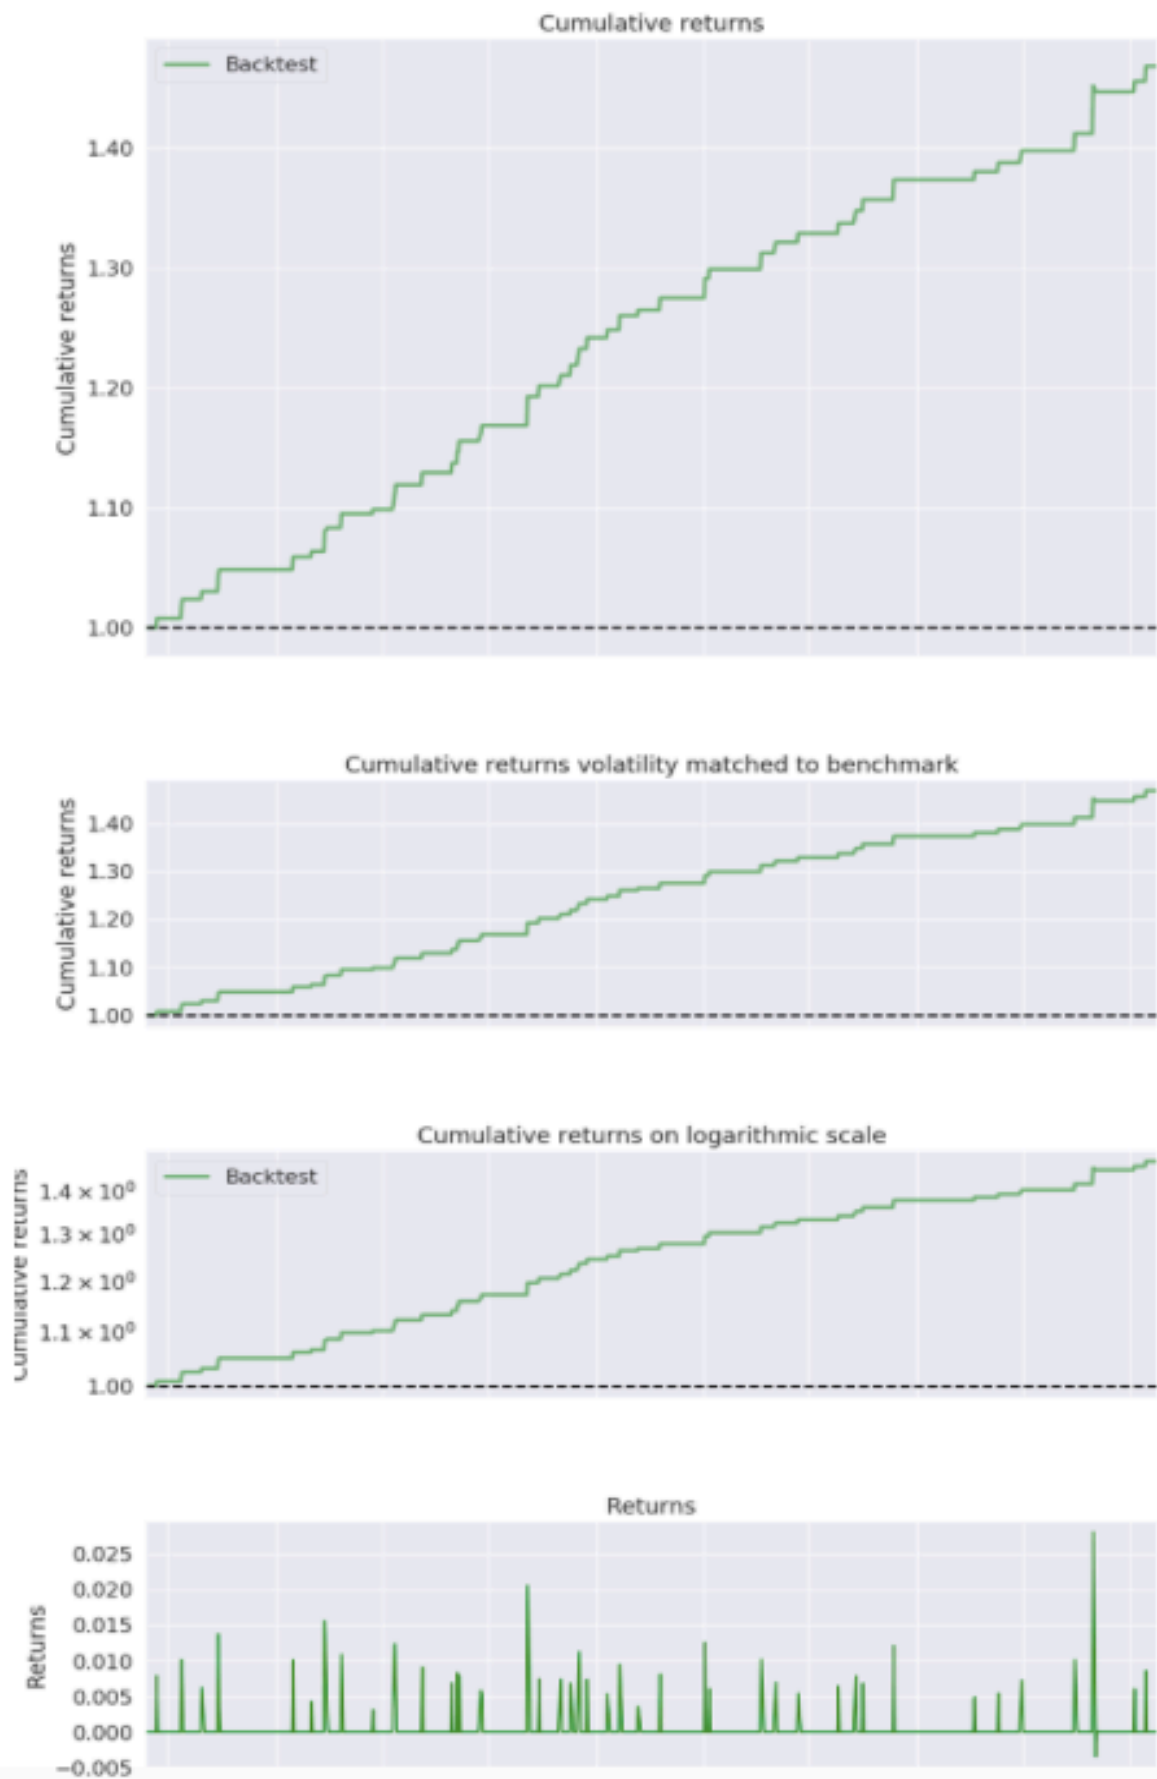 Cumulative returns
Backtest
Cumulative returns
1.40
1.30
1.20
1.10
1.00
Cumulative returns volatility matched to benchmark
Cumulative returns
1.40
1.30
1.20
1.10
1.00
Cumulative returns on logarithmic scale
Backtest
Cumulative returns
1.4 × 10⁰
1.3 × 10⁰
1.2 × 10⁰
1.1 × 10⁰
1.00
Returns
Returns
0.025
0.020
0.015
0.010
0.005
0.000
−0.005